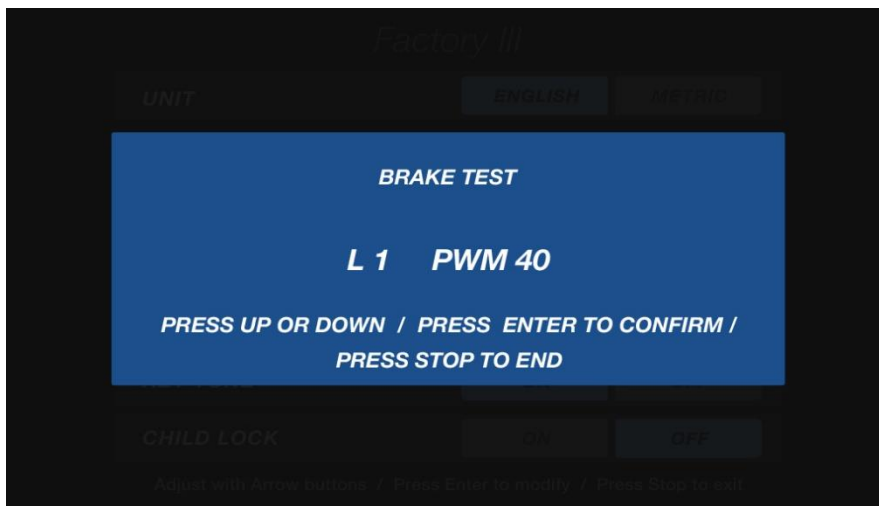 Factory III
UNIT ENGLISH METRIC
BRAKE TEST
L 1 PWM 40
PRESS UP OR DOWN / PRESS ENTER TO CONFIRM /
PRESS STOP TO END
CHILD LOCK ON OFF
Adjust with Arrow buttons / Press Enter to modify / Press Stop to exit